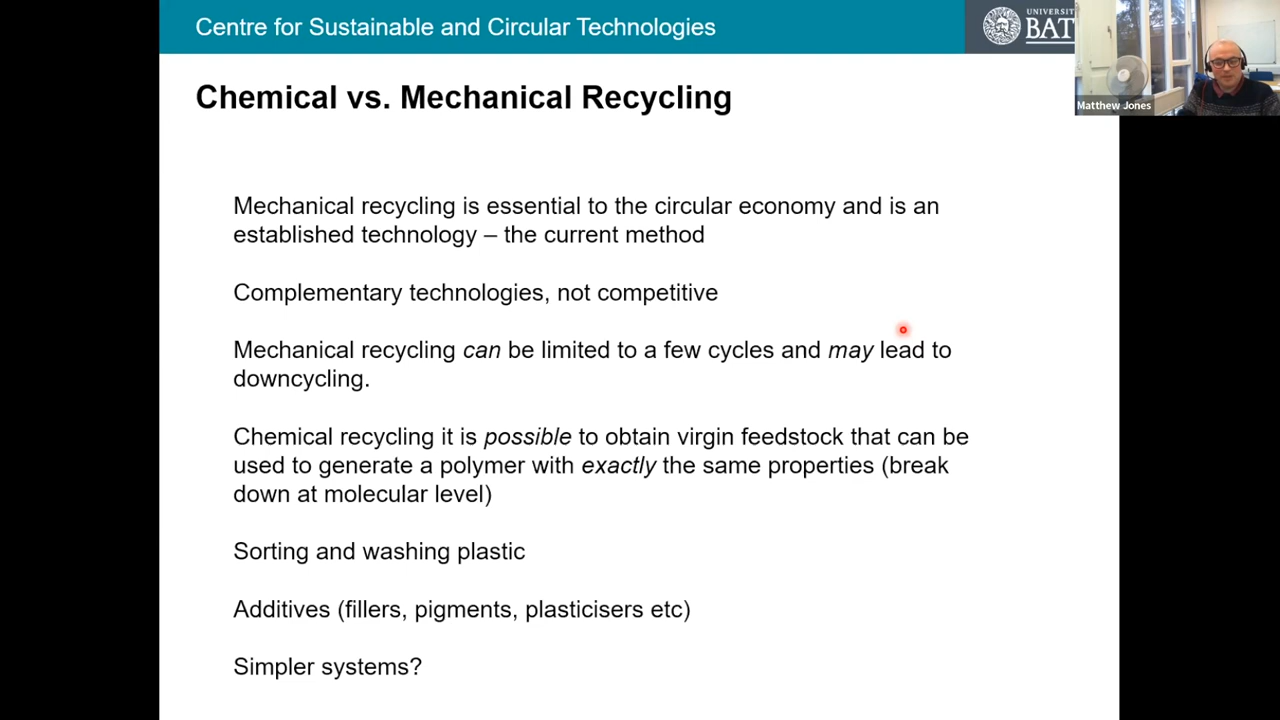 Centre for Sustainable and Circular Technologies
UNIVERSIT
BAT
Matthew Jones
Chemical vs. Mechanical Recycling
Mechanical recycling is essential to the circular economy and is an
established technology – the current method
Complementary technologies, not competitive
Mechanical recycling can be limited to a few cycles and may lead to
downcycling.
Chemical recycling it is possible to obtain virgin feedstock that can be
used to generate a polymer with exactly the same properties (break
down at molecular level)
Sorting and washing plastic
Additives (fillers, pigments, plasticisers etc)
Simpler systems?